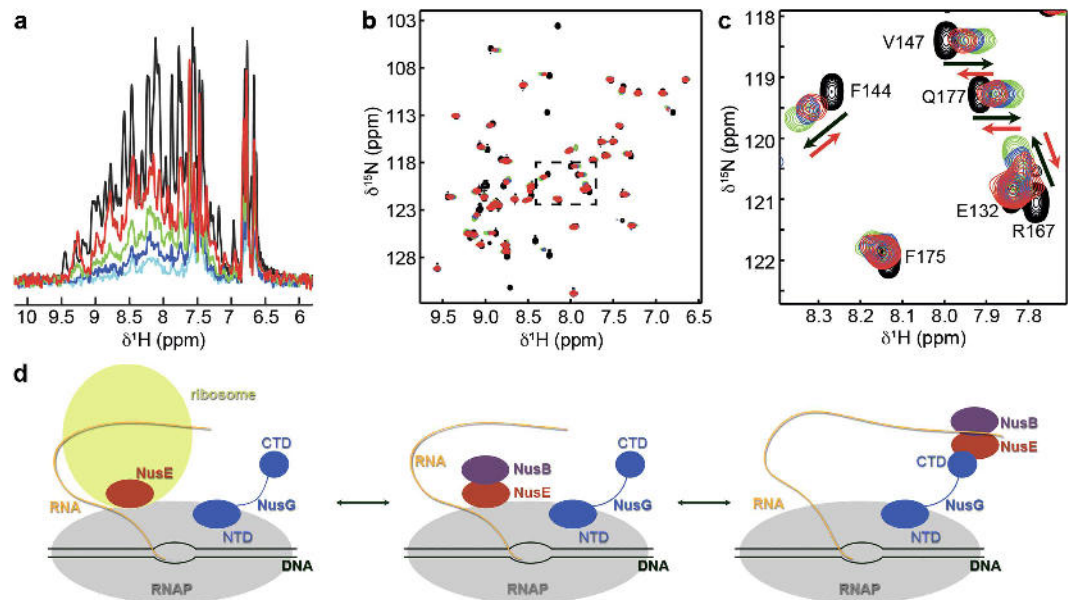 a
10 9.5 9 8.5 8 7.5 7 6.5 6
δ¹H (ppm)
b
103
108
113
118
123
128
δ¹⁵N (ppm)
9.5 9.0 8.5 8.0 7.5 7.0 6.5
δ¹H (ppm)
c
118
119
120
121
122
δ¹⁵N (ppm)
V147
F144
Q177
E132
R167
F175
8.3 8.2 8.1 8.0 7.9 7.8
δ¹H (ppm)
d
ribosome
CTD
NusE
RNA
NusG
NTD
DNA
RNAP
CTD
RNA
NusB
NusE
NusG
NTD
DNA
RNAP
NusB
CTD
NusE
RNA
NusG
NTD
DNA
RNAP